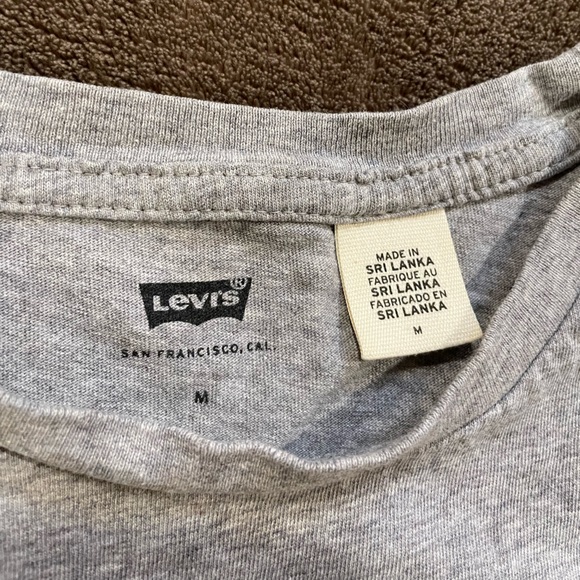 LEVI'S®
SAN FRANCISCO, CAL.
M
MADE IN
SRI LANKA
FABRIQUE AU
SRI LANKA
FABRICADO EN
SRI LANKA
M